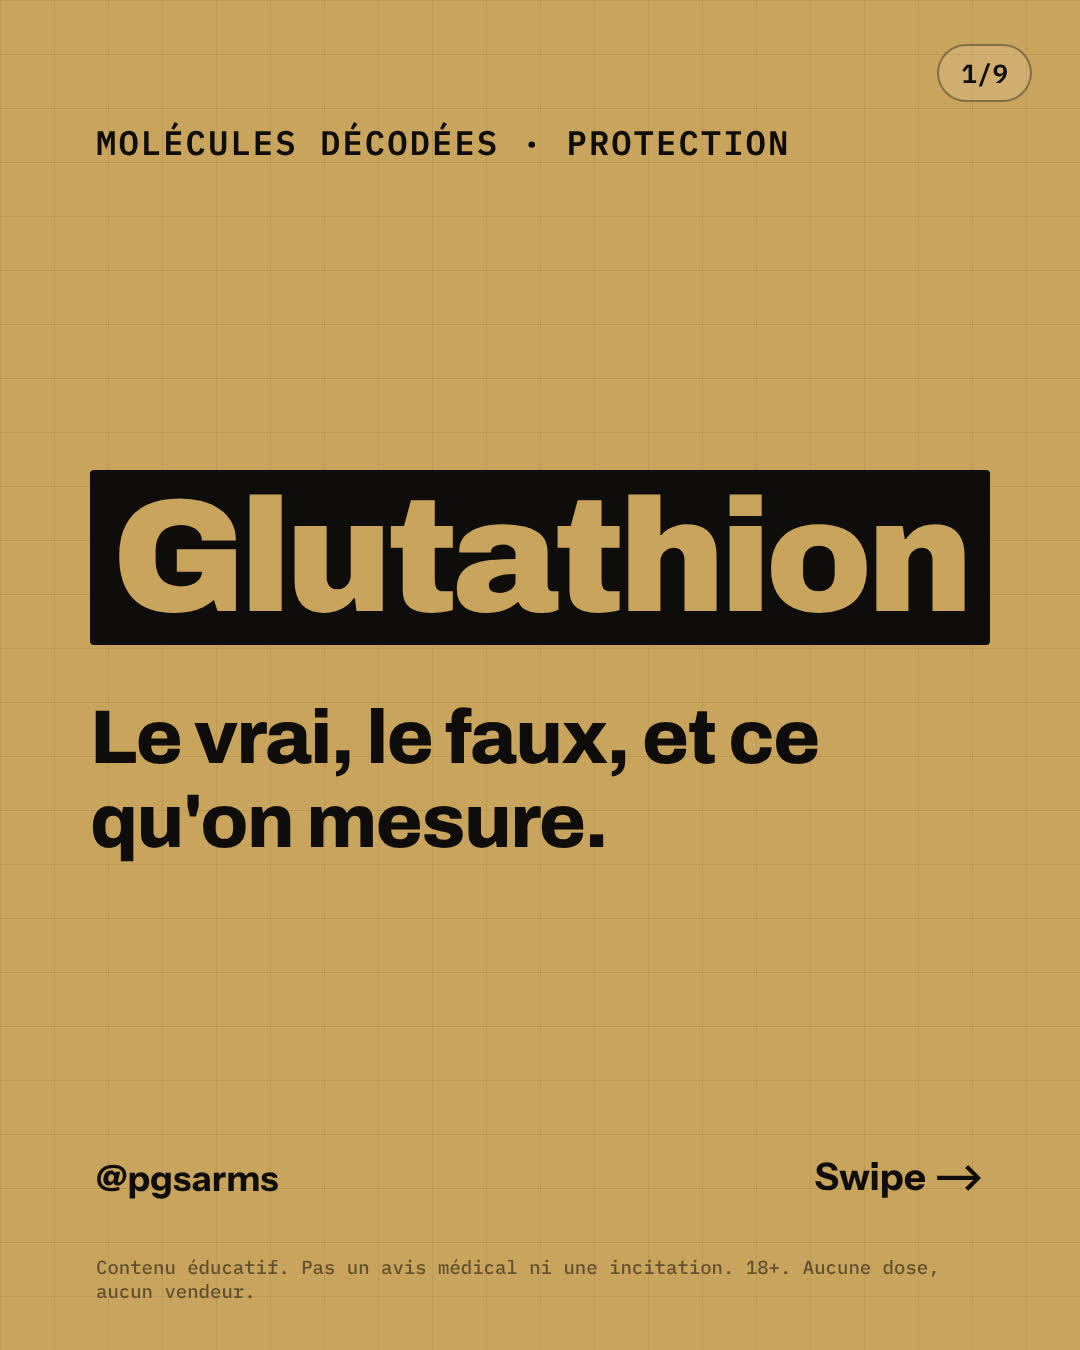 1/9
MOLÉCULES DÉCODÉES · PROTECTION
Glutathion
Le vrai, le faux, et ce
qu'on mesure.
@pgsarms
Swipe →
Contenu éducatif. Pas un avis médical ni une incitation. 18+. Aucune dose,
aucun vendeur.